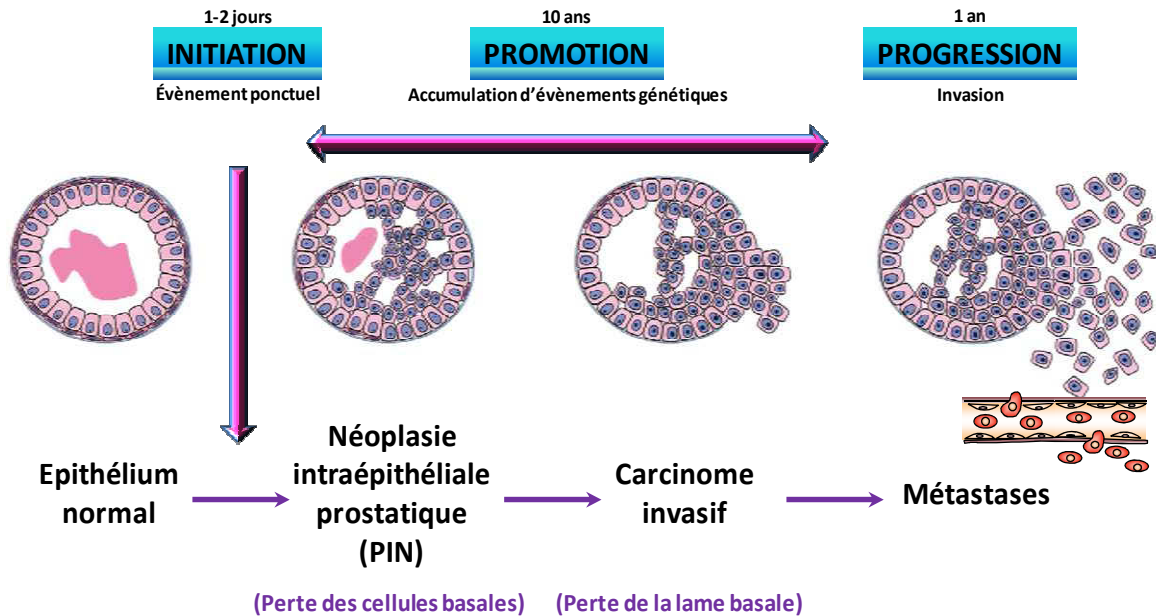 1-2 jours
INITIATION
Évènement ponctuel
10 ans
PROMOTION
Accumulation d'évènements génétiques
1 an
PROGRESSION
Invasion
Epithélium
normal
Néoplasie
intraépithéliale
prostatique
(PIN)
(Perte des cellules basales)
Carcinome
invasif
(Perte de la lame basale)
Métastases